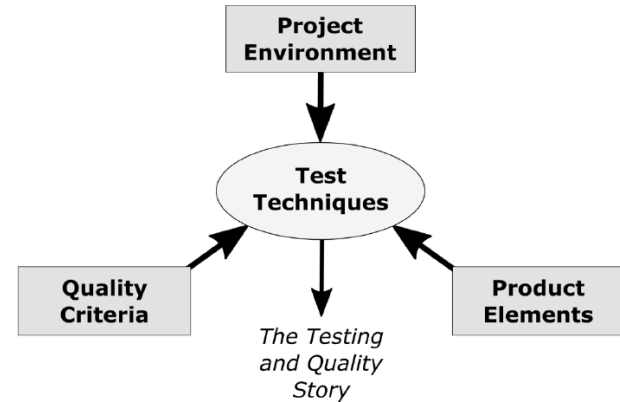 Project
Environment
Test
Techniques
Quality
Criteria
Product
Elements
The Testing
and Quality
Story